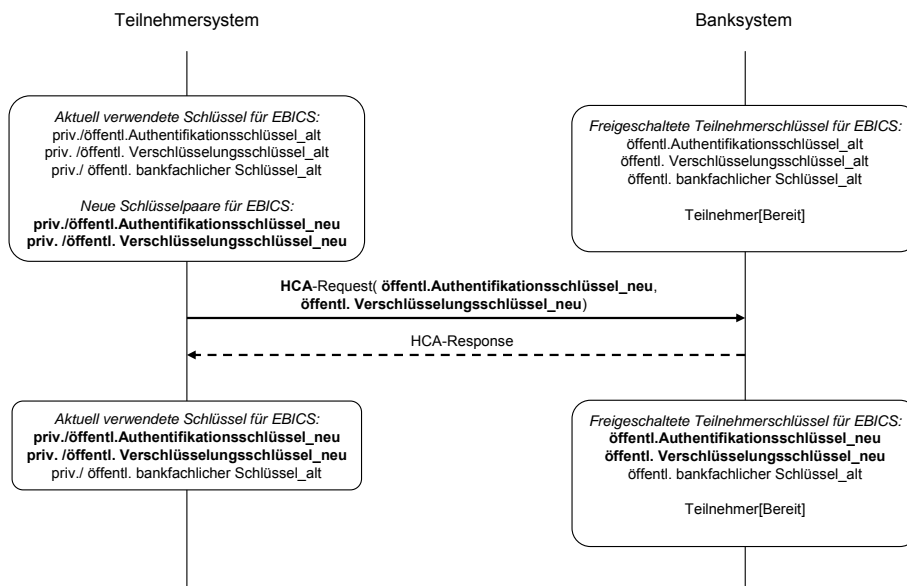 Teilnehmersystem
Banksystem
Aktuell verwendete Schlüssel für EBICS:
priv./öffentl.Authentifikationsschlüssel_alt
priv. /öffentl. Verschlüsselungsschlüssel_alt
priv./ öffentl. bankfachlicher Schlüssel_alt
Neue Schlüsselpaare für EBICS:
priv./öffentl.Authentifikationsschlüssel_neu
priv. /öffentl. Verschlüsselungsschlüssel_neu
Freigeschaltete Teilnehmerschlüssel für EBICS:
öffentl.Authentifikationsschlüssel_alt
öffentl. Verschlüsselungsschlüssel_alt
öffentl. bankfachlicher Schlüssel_alt
Teilnehmer[Bereit]
HCA-Request( öffentl.Authentifikationsschlüssel_neu,
öffentl. Verschlüsselungsschlüssel_neu)
HCA-Response
Aktuell verwendete Schlüssel für EBICS:
priv./öffentl.Authentifikationsschlüssel_neu
priv. /öffentl. Verschlüsselungsschlüssel_neu
priv./ öffentl. bankfachlicher Schlüssel_alt
Freigeschaltete Teilnehmerschlüssel für EBICS:
öffentl.Authentifikationsschlüssel_neu
öffentl. Verschlüsselungsschlüssel_neu
öffentl. bankfachlicher Schlüssel_alt
Teilnehmer[Bereit]